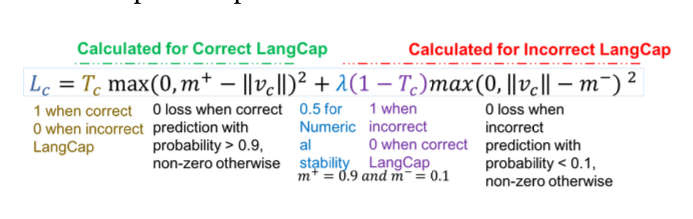 Calculated for Correct LangCap Calculated for Incorrect LangCap
L_c = T_c max(0, m⁺ − ||v_c||)² + λ(1 − T_c)max(0, ||v_c|| − m⁻)²
1 when correct 0 loss when correct 0.5 for 1 when 0 loss when
0 when incorrect prediction with Numeric incorrect incorrect
LangCap probability > 0.9, al 0 when correct prediction with
non-zero otherwise stability LangCap probability < 0.1,
m⁺ = 0.9 and m⁻ = 0.1 non-zero otherwise